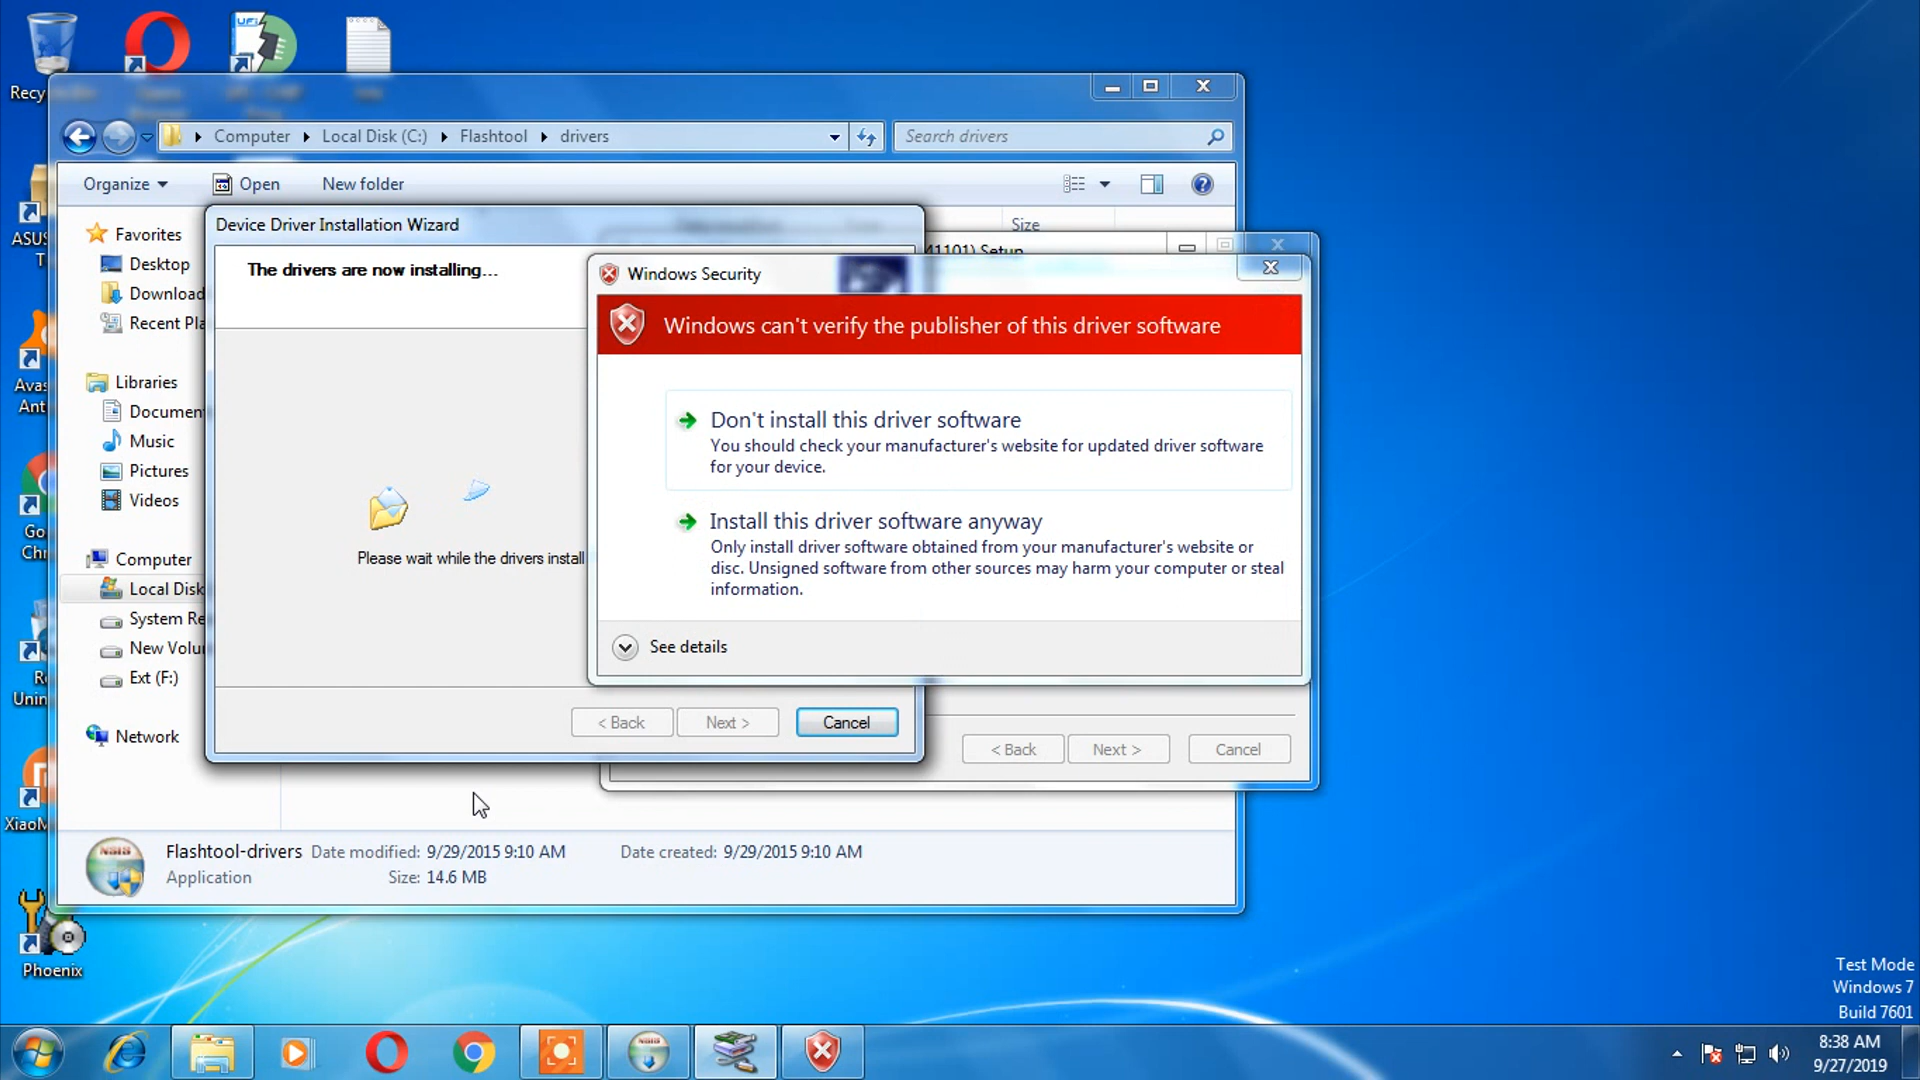 Recy
Computer
Local Disk (C:)
Flashtool
drivers
Search drivers
Organize
Open
New folder
Size
Favorites
Desktop
Download
Recent Pla
Libraries
Documen
Music
Pictures
Videos
Computer
Local Disk
System Re
New Volu
Ext (F:)
Network
ASUS
T
Avas
Ant
Go
Chr
R
Unin
XiaoM
Phoenix
Device Driver Installation Wizard
The drivers are now installing...
Please wait while the drivers install
< Back
Next >
Cancel
41101) Setup
< Back
Next >
Cancel
Windows Security
Windows can't verify the publisher of this driver software
Don't install this driver software
You should check your manufacturer's website for updated driver software
for your device.
Install this driver software anyway
Only install driver software obtained from your manufacturer's website or
disc. Unsigned software from other sources may harm your computer or steal
information.
See details
Flashtool-drivers Date modified: 9/29/2015 9:10 AM Date created: 9/29/2015 9:10 AM
Application Size: 14.6 MB
Test Mode
Windows 7
Build 7601
8:38 AM
9/27/2019